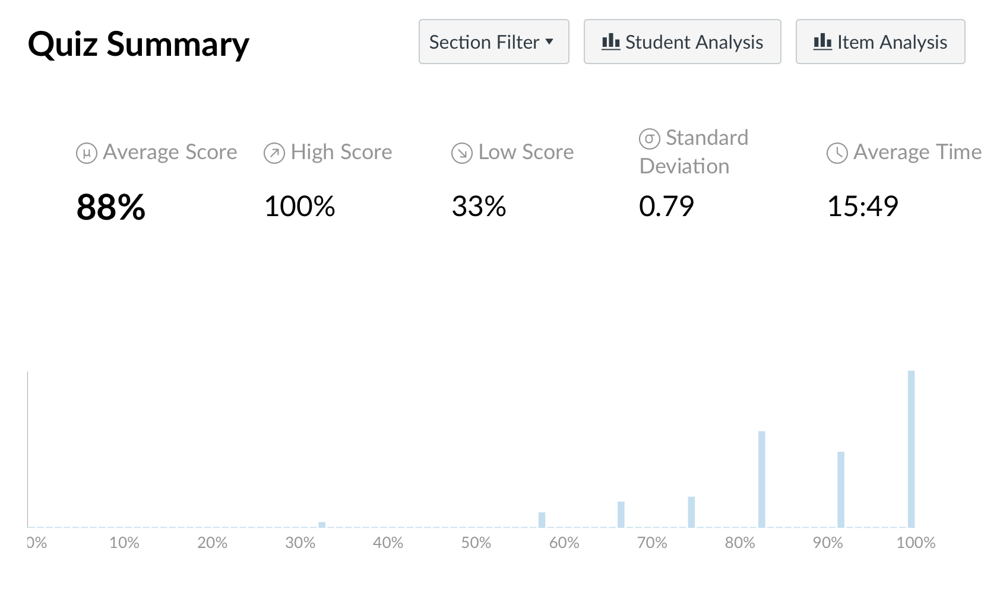 Quiz Summary
Section Filter
Student Analysis
Item Analysis
μ Average Score
High Score
Low Score
σ Standard
Deviation
Average Time
88%
100%
33%
0.79
15:49
0% 10% 20% 30% 40% 50% 60% 70% 80% 90% 100%